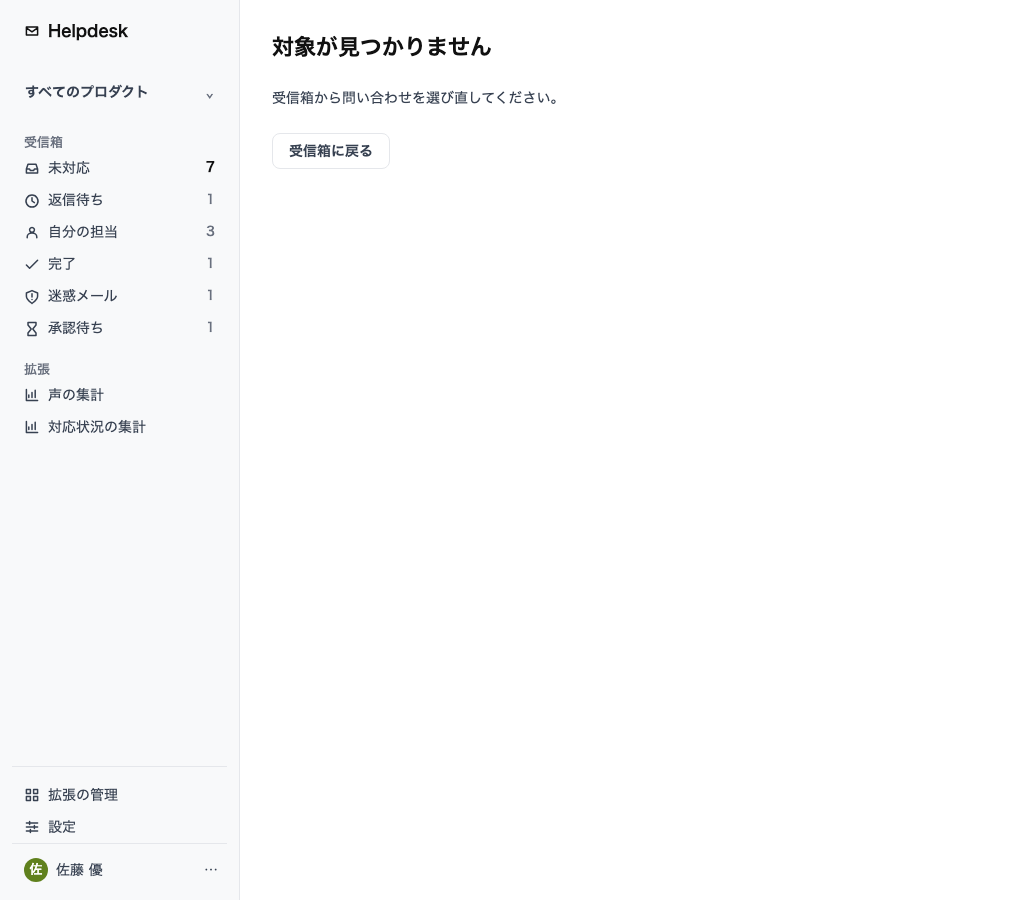 Helpdesk
すべてのプロダクト
受信箱
未対応 7
返信待ち 1
自分の担当 3
完了 1
迷惑メール 1
承認待ち 1
拡張
声の集計
対応状況の集計
拡張の管理
設定
佐 佐藤 優 …
対象が見つかりません
受信箱から問い合わせを選び直してください。
受信箱に戻る